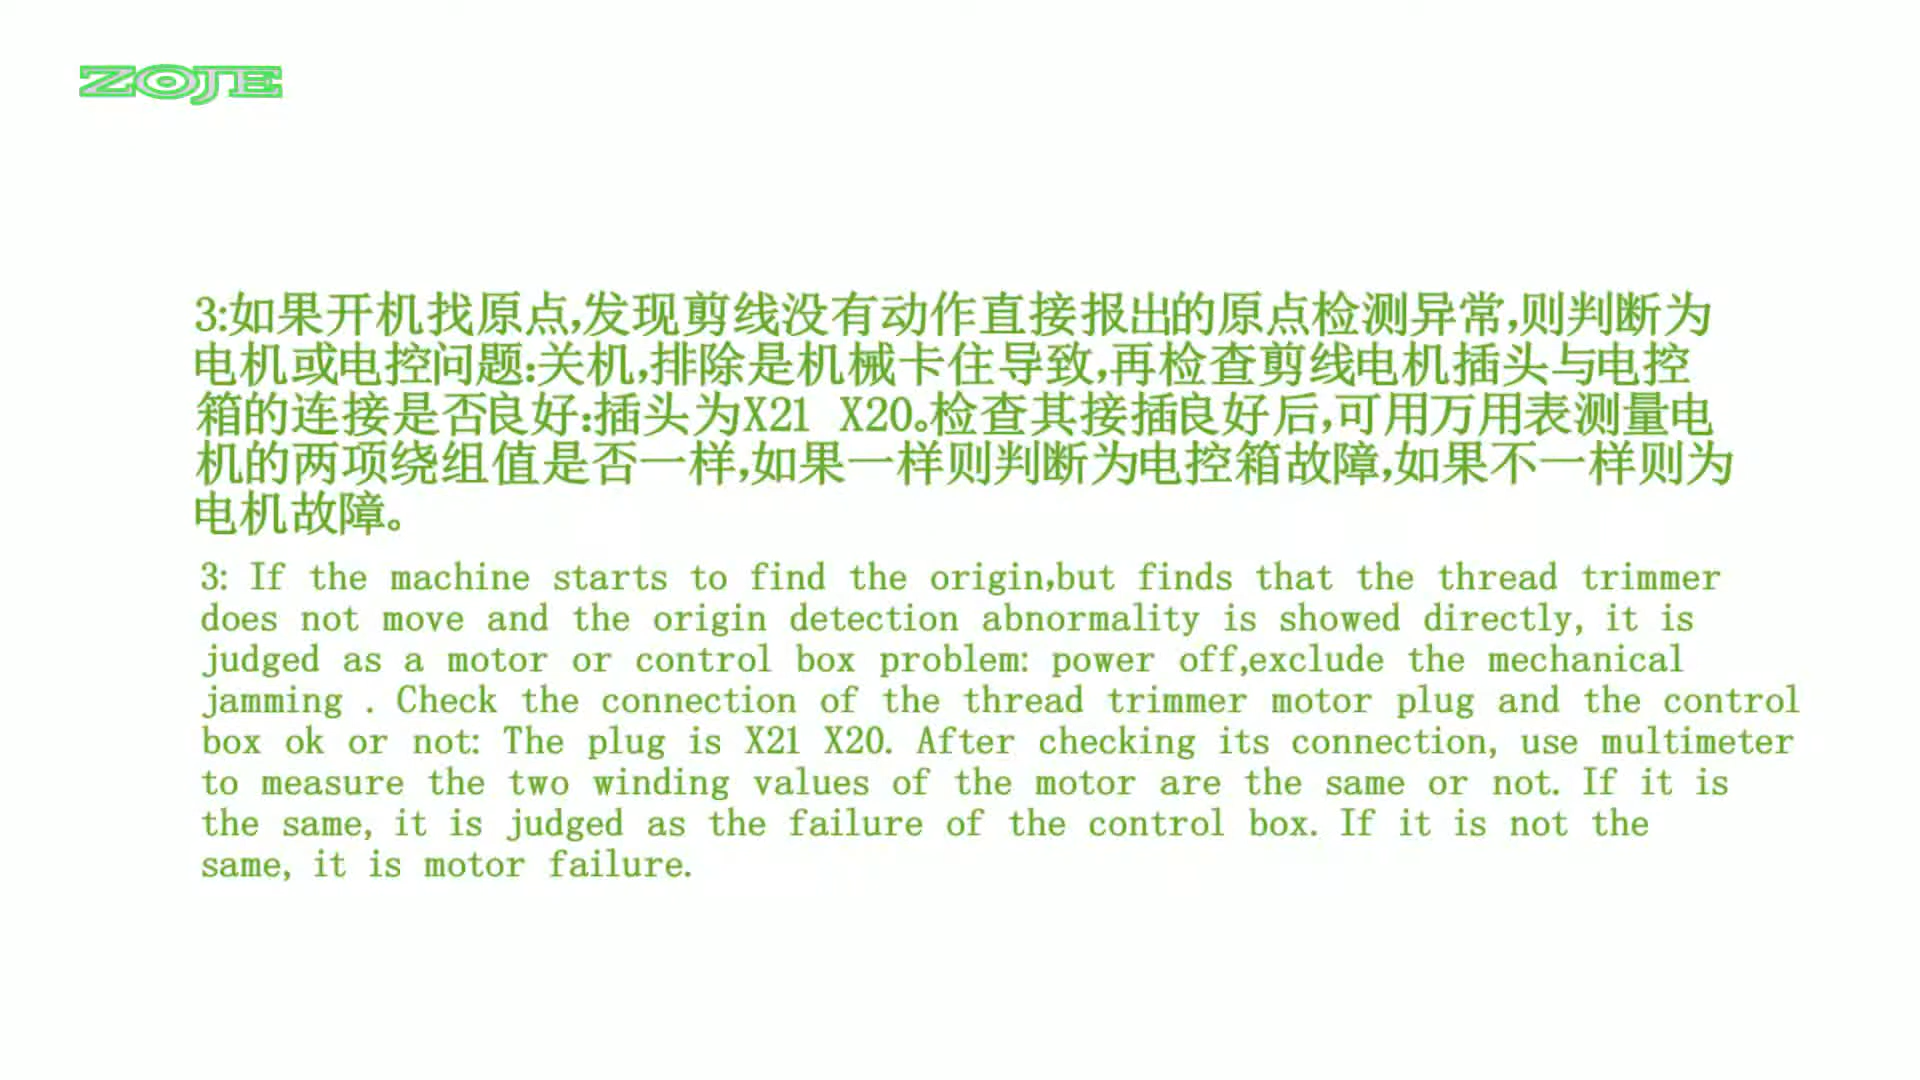 ZOJE
3:如果开机找原点,发现剪线没有动作直接报出的原点检测异常,则判断为
电机或电控问题:关机,排除是机械卡住导致,再检查剪线电机插头与电控
箱的连接是否良好:插头为X21 X20。检查其接插良好后,可用万用表测量电
机的两项绕组值是否一样,如果一样则判断为电控箱故障,如果不一样则为
电机故障。
3: If the machine starts to find the origin,but finds that the thread trimmer
does not move and the origin detection abnormality is showed directly, it is
judged as a motor or control box problem: power off,exclude the mechanical
jamming . Check the connection of the thread trimmer motor plug and the control
box ok or not: The plug is X21 X20. After checking its connection, use multimeter
to measure the two winding values of the motor are the same or not. If it is
the same, it is judged as the failure of the control box. If it is not the
same, it is motor failure.